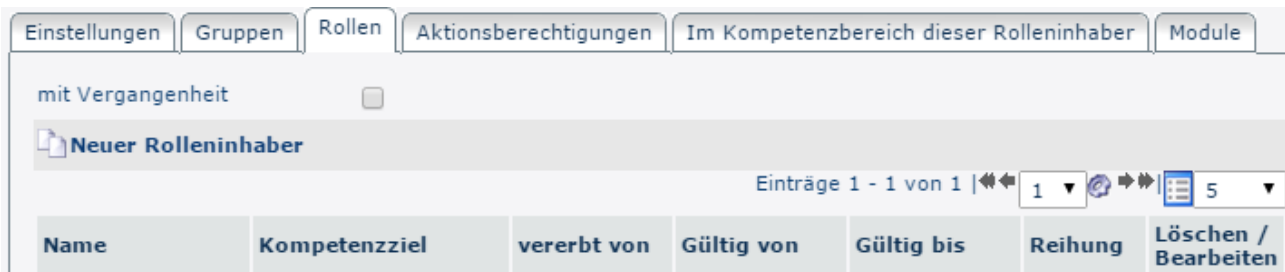 Einstellungen Gruppen Rollen Aktionsberechtigungen Im Kompetenzbereich dieser Rolleninhaber Module
mit Vergangenheit
Neuer Rolleninhaber
Einträge 1 - 1 von 1 | 1 | 5
Name Kompetenzziel vererbt von Gültig von Gültig bis Reihung Löschen /
Bearbeiten